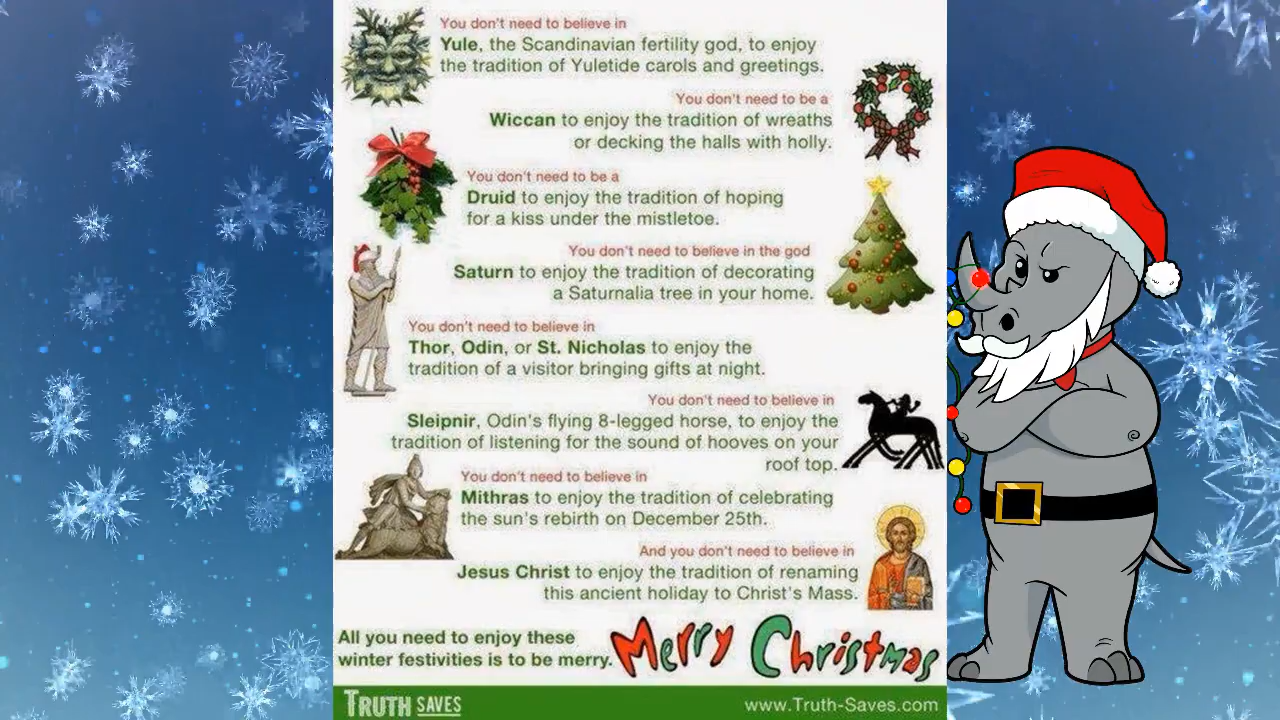 You don't need to believe in
Yule, the Scandinavian fertility god, to enjoy
the tradition of Yuletide carols and greetings.
You don't need to be a
Wiccan to enjoy the tradition of wreaths
or decking the halls with holly.
You don't need to be a
Druid to enjoy the tradition of hoping
for a kiss under the mistletoe.
You don't need to believe in the god
Saturn to enjoy the tradition of decorating
a Saturnalia tree in your home.
You don't need to believe in
Thor, Odin, or St. Nicholas to enjoy the
tradition of a visitor bringing gifts at night.
You don't need to believe in
Sleipnir, Odin's flying 8-legged horse, to enjoy the
tradition of listening for the sound of hooves on your
roof top.
You don't need to believe in
Mithras to enjoy the tradition of celebrating
the sun's rebirth on December 25th.
And you don't need to believe in
Jesus Christ to enjoy the tradition of renaming
this ancient holiday to Christ's Mass.
All you need to enjoy these
winter festivities is to be merry.
Merry Christmas
TRUTH SAVES
www.Truth-Saves.com